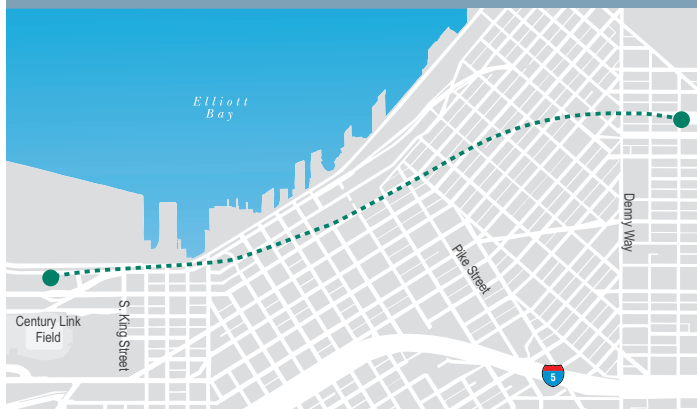 Elliott
Bay
Denny Way
Pike Street
S. King Street
Century Link
Field
5